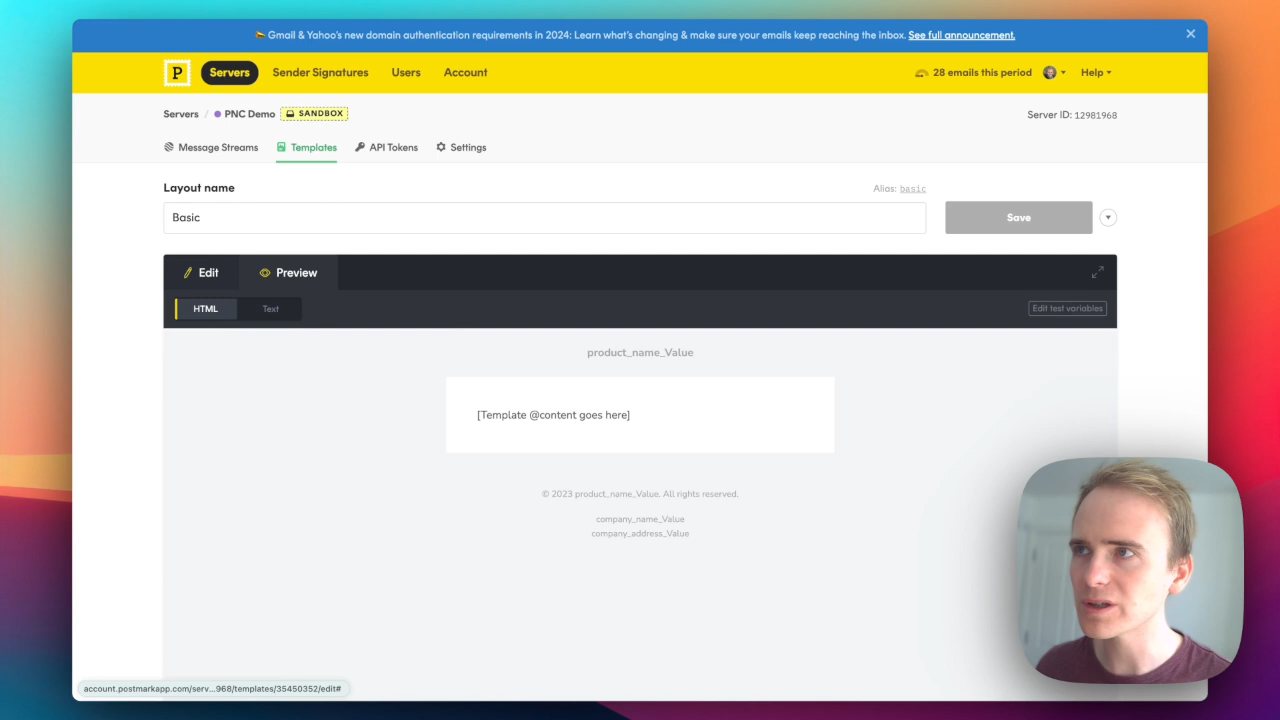 Gmail & Yahoo's new domain authentication requirements in 2024: Learn what's changing & make sure your emails keep reaching the inbox. See full announcement.
P Servers Sender Signatures Users Account 28 emails this period Help
Servers / PNC Demo SANDBOX Server ID: 12981968
Message Streams Templates API Tokens Settings
Layout name Alias: basic
Basic Save
Edit Preview
HTML Text Edit test variables
product_name_Value
[Template @content goes here]
© 2023 product_name_Value. All rights reserved.
company_name_Value
company_address_Value
account.postmarkapp.com/serv...968/templates/35450352/edit#